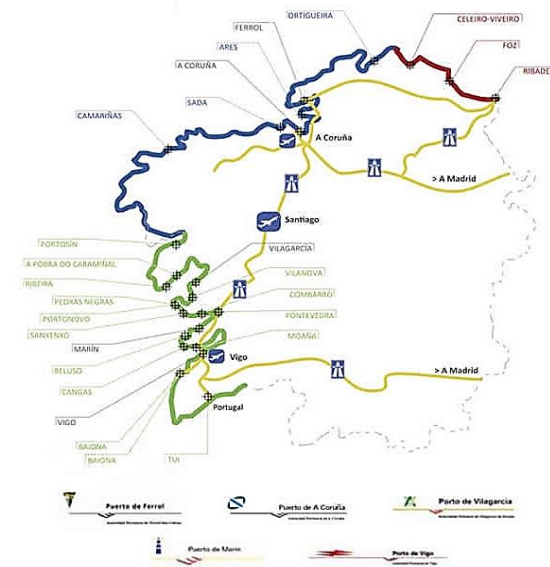 ORTIGUEIRA
CELEIRO-VIVEIRO
FERROL
ARES
FOZ
A CORUÑA
RIBADE
SADA
CAMARIÑAS
A Coruña
> A Madrid
Santiago
PORTOSÍN
VILAGARCIA
A POBRA DO CARAMIÑAL
VILANOVA
RIBEIRA
COMBARRO
PEDRAS NEGRAS
PONTEVEDRA
PORTONOVO
SANXENXO
MOAÑA
MARÍN
Vigo
BELUSO
> A Madrid
CANGAS
Portugal
VIGO
BAIONA
BAIONA
TUI
Puerto de Ferrol
Puerto de A Coruña
Porto de Vilagarcia
Puerto de Marín
Porto de Vigo